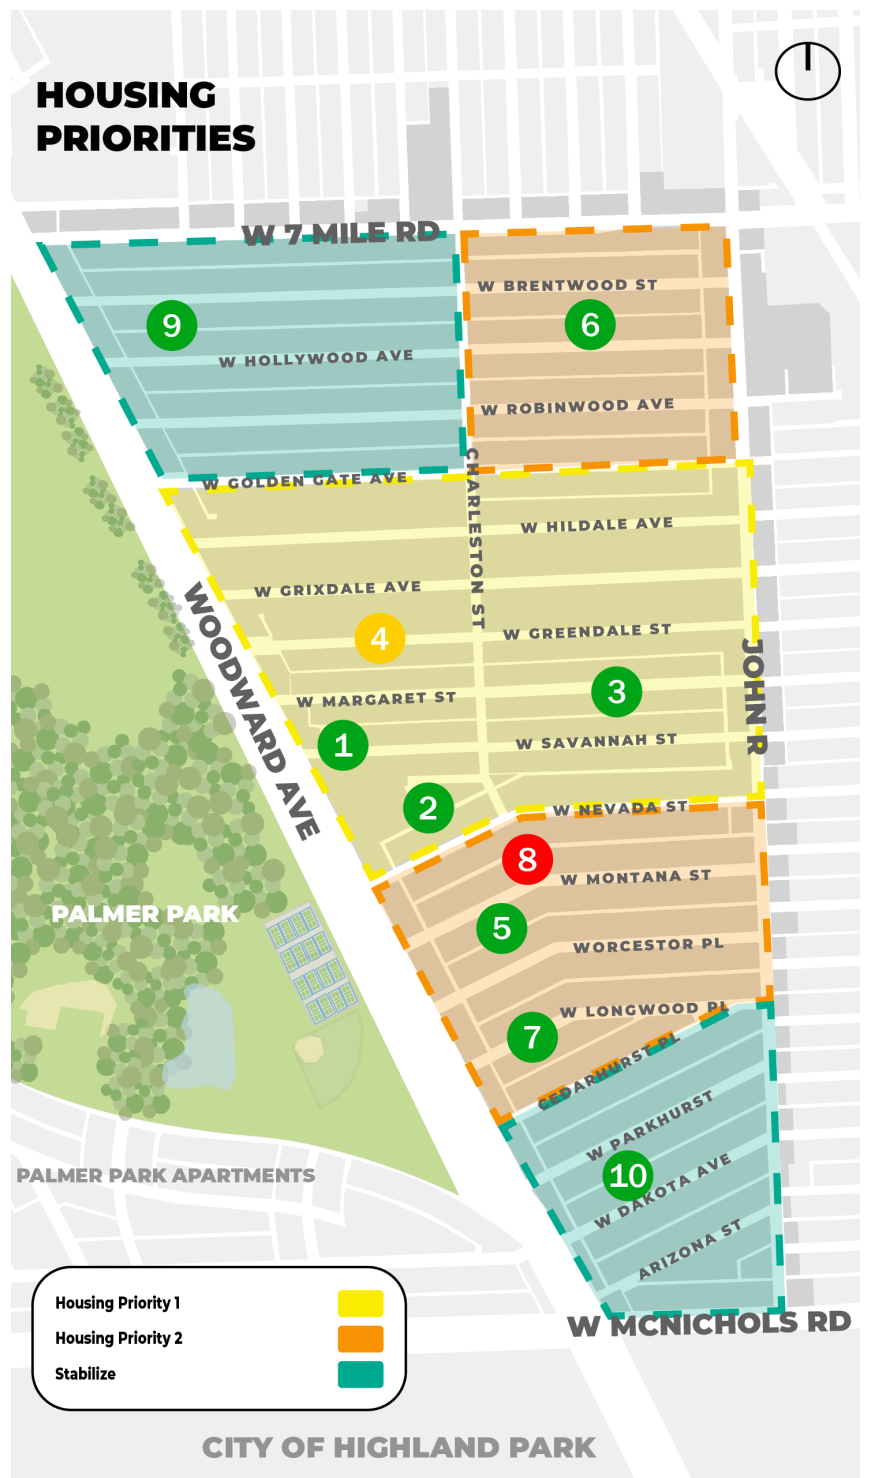 HOUSING
PRIORITIES
W 7 MILE RD
W BRENTWOOD ST
9
6
W HOLLYWOOD AVE
W ROBINWOOD AVE
W GOLDEN GATE AVE
CHARLESTON ST
W HILDALE AVE
W GRIXDALE AVE
4
W GREENDALE ST
WOODWARD AVE
JOHN R
3
W MARGARET ST
1
W SAVANNAH ST
2
W NEVADA ST
8
W MONTANA ST
PALMER PARK
5
WORCESTOR PL
W LONGWOOD PL
7
CEDARHURST PL
W PARKHURST
10
PALMER PARK APARTMENTS
W DAKOTA AVE
ARIZONA ST
Housing Priority 1
Housing Priority 2
Stabilize
W MCNICHOLS RD
CITY OF HIGHLAND PARK